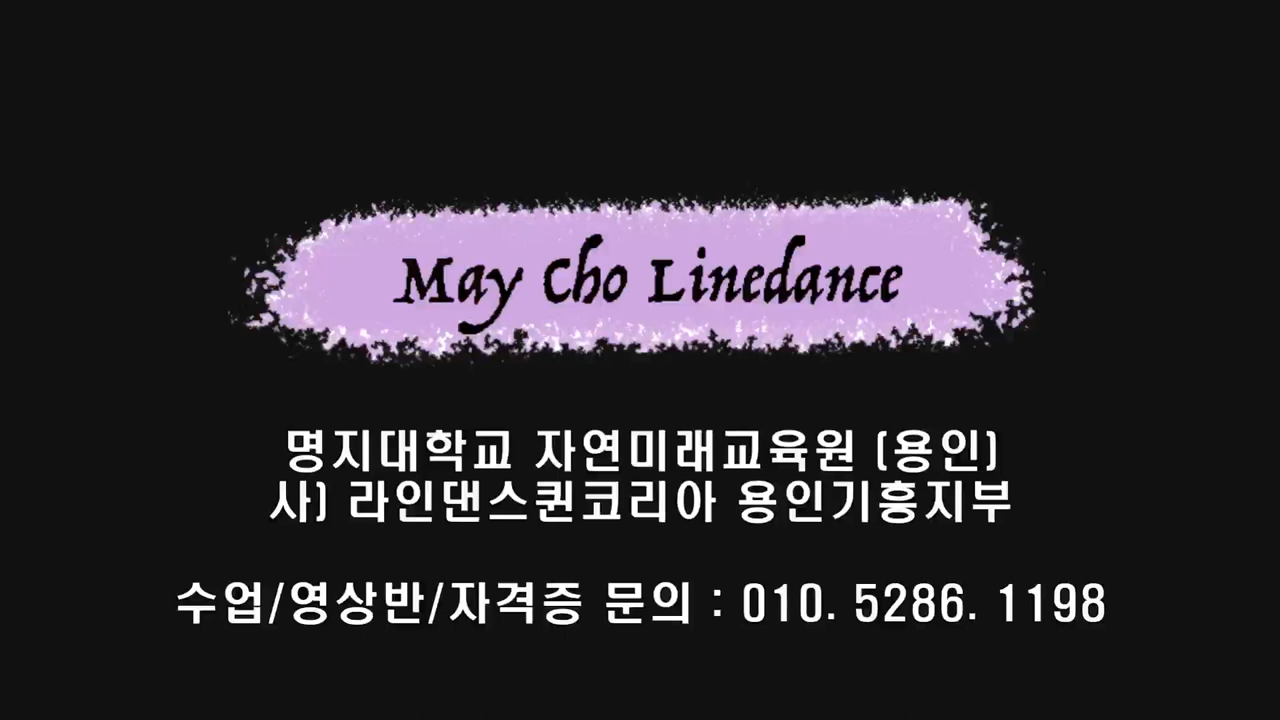 May Cho Linedance
명지대학교 자연미래교육원 (용인)
사) 라인댄스퀸코리아 용인기흥지부
수업/영상반/자격증 문의 : 010. 5286. 1198